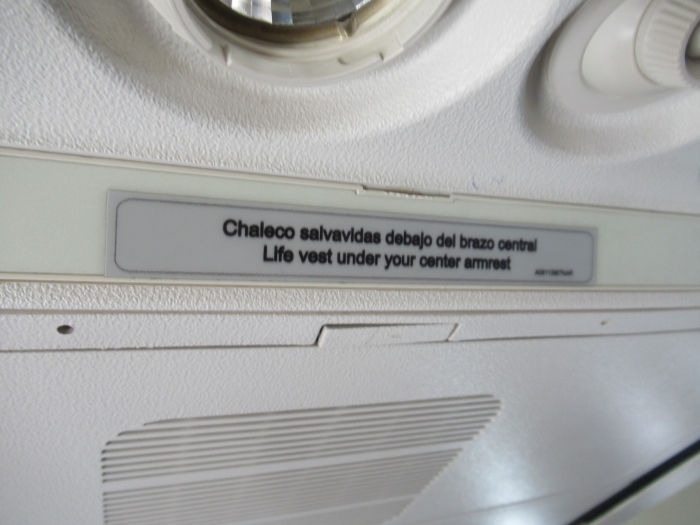 Chaleco salvavidas debajo del brazo central
Life vest under your center armrest